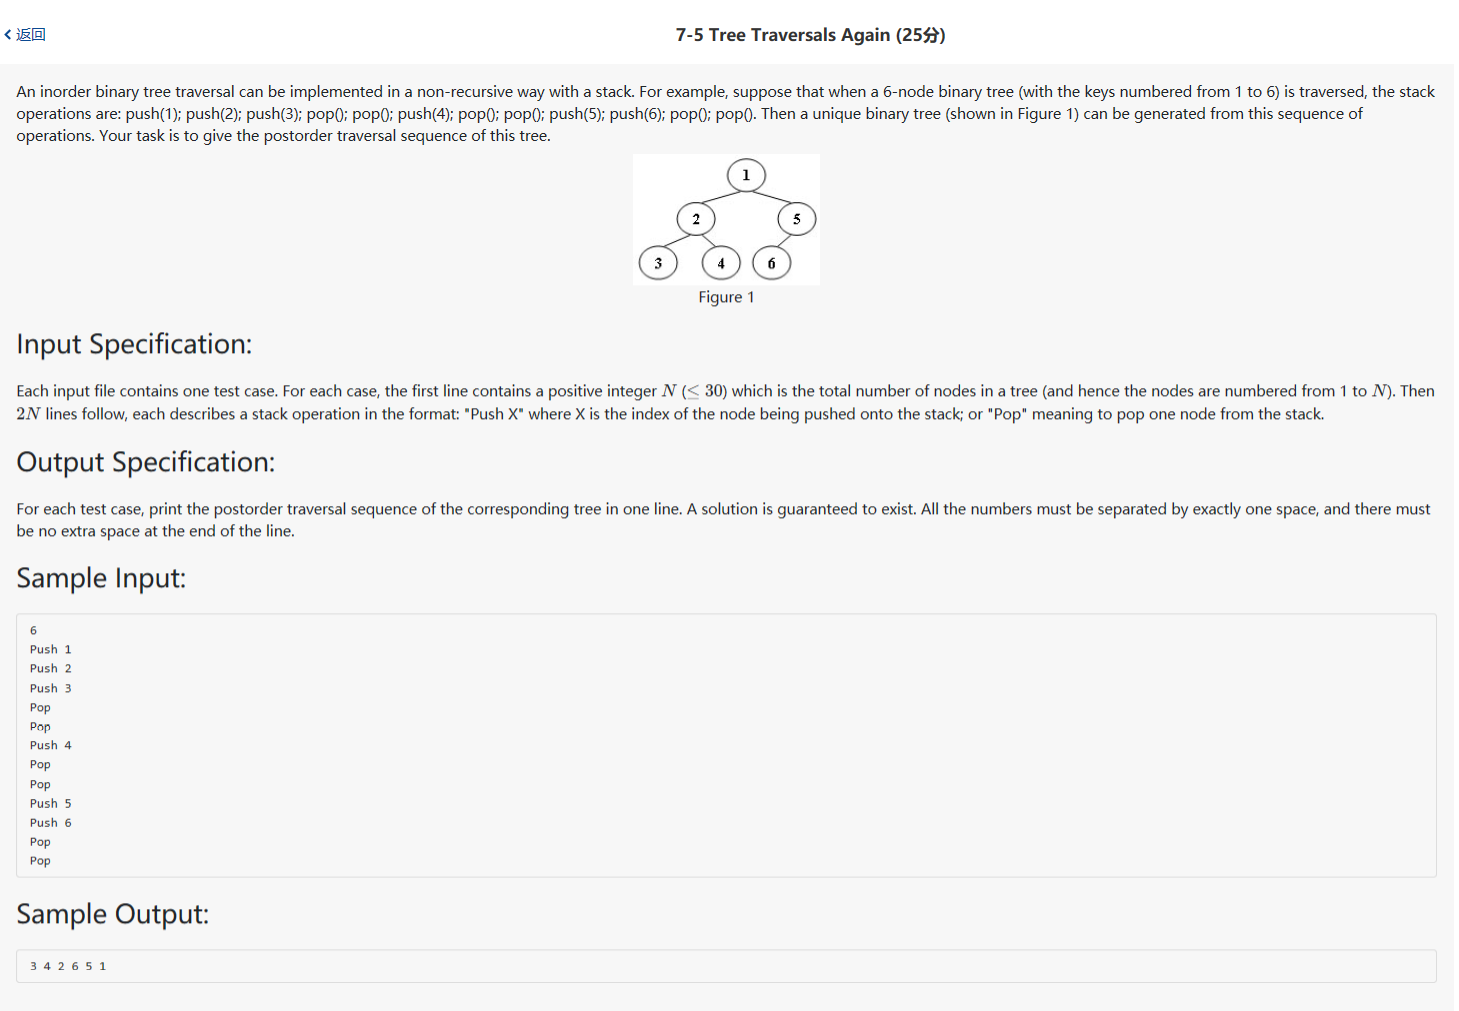 返回
7-5 Tree Traversals Again (25分)
An inorder binary tree traversal can be implemented in a non-recursive way with a stack. For example, suppose that when a 6-node binary tree (with the keys numbered from 1 to 6) is traversed, the stack
operations are: push(1); push(2); push(3); pop(); pop(); push(4); pop(); pop(); push(5); push(6); pop(); pop(). Then a unique binary tree (shown in Figure 1) can be generated from this sequence of
operations. Your task is to give the postorder traversal sequence of this tree.
1
2 5
3 4 6
Figure 1
Input Specification:
Each input file contains one test case. For each case, the first line contains a positive integer N (≤ 30) which is the total number of nodes in a tree (and hence the nodes are numbered from 1 to N). Then
2N lines follow, each describes a stack operation in the format: "Push X" where X is the index of the node being pushed onto the stack; or "Pop" meaning to pop one node from the stack.
Output Specification:
For each test case, print the postorder traversal sequence of the corresponding tree in one line. A solution is guaranteed to exist. All the numbers must be separated by exactly one space, and there must
be no extra space at the end of the line.
Sample Input:
6
Push 1
Push 2
Push 3
Pop
Pop
Push 4
Pop
Pop
Push 5
Push 6
Pop
Pop
Sample Output:
3 4 2 6 5 1